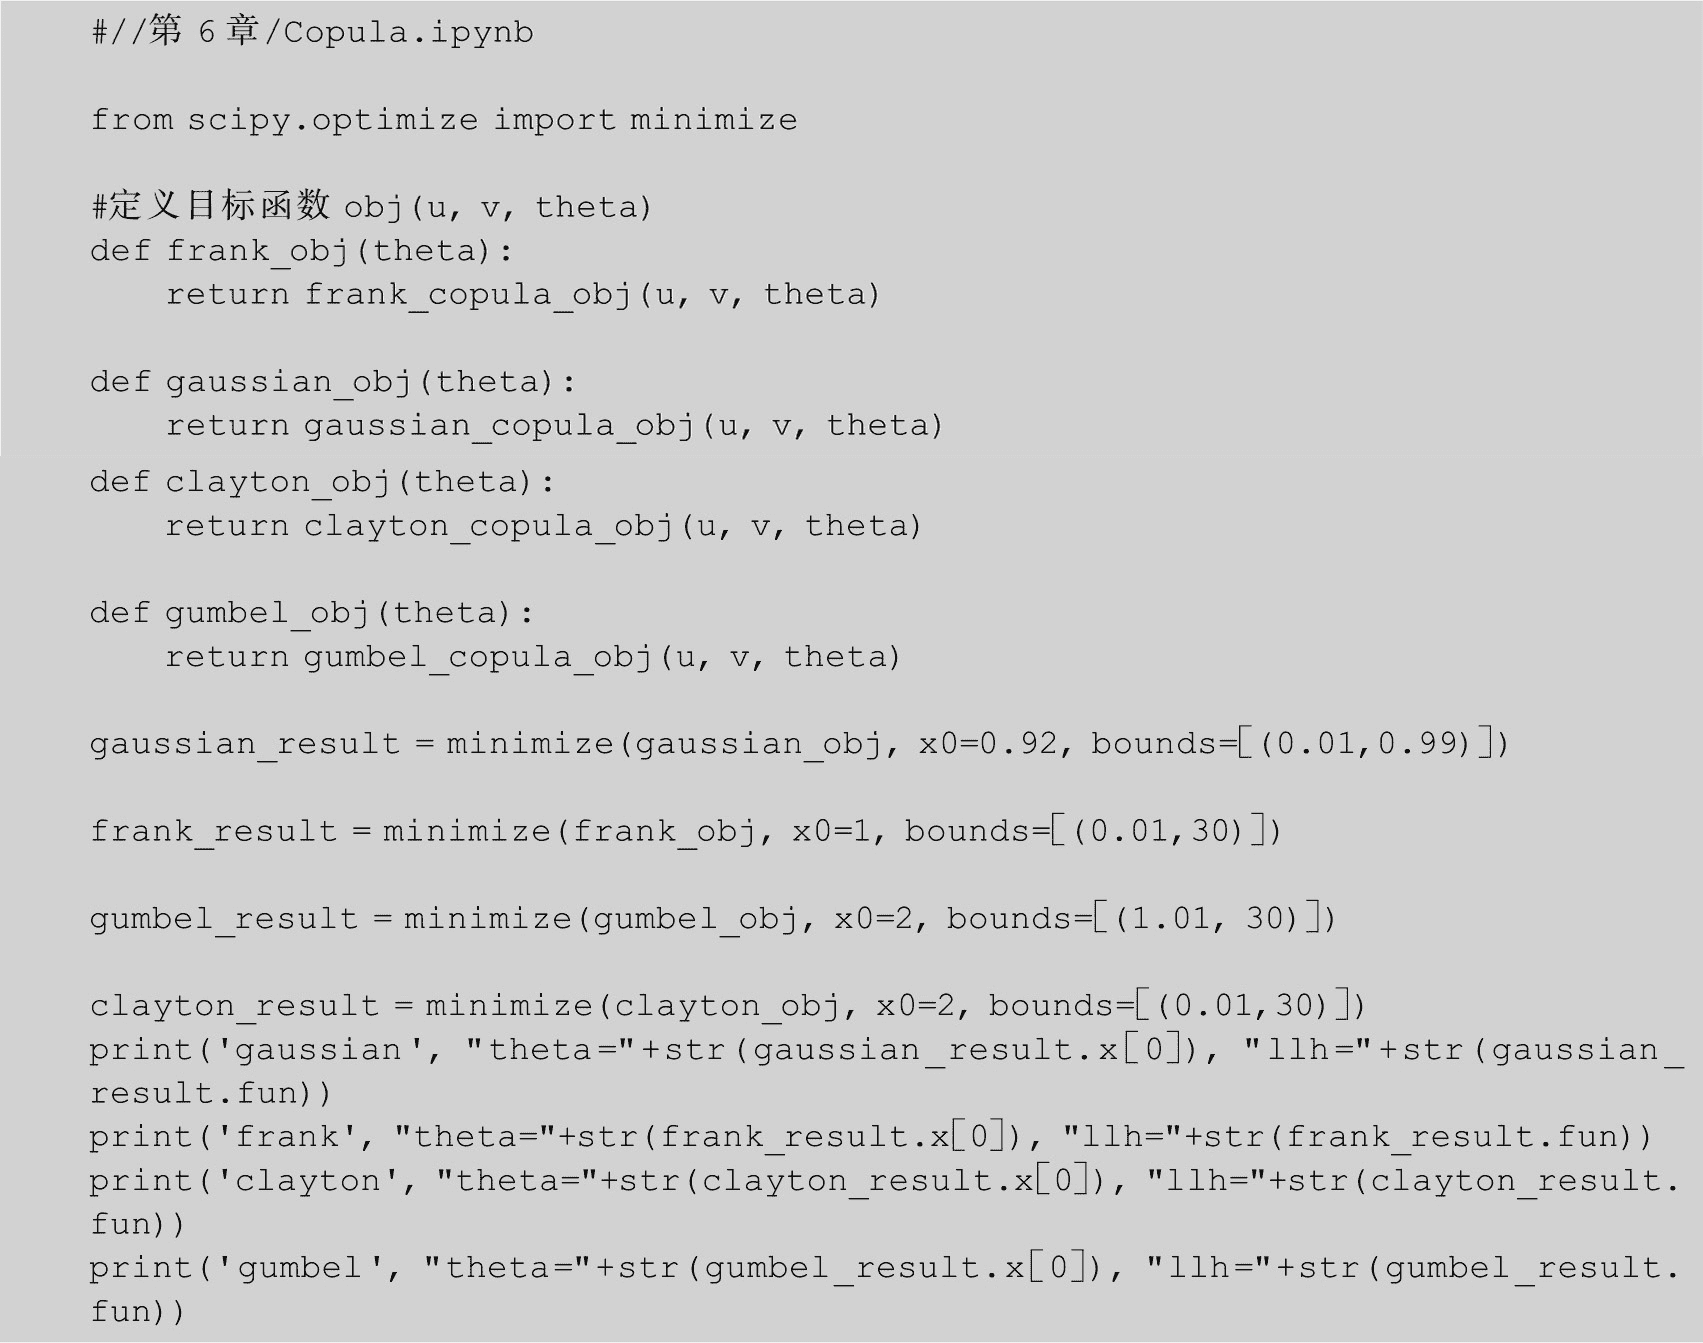 #//第 6 章/Copula.ipynb
from scipy.optimize import minimize
#定义目标函数 obj(u, v, theta)
def frank_obj(theta):
    return frank_copula_obj(u, v, theta)
def gaussian_obj(theta):
    return gaussian_copula_obj(u, v, theta)
def clayton_obj(theta):
    return clayton_copula_obj(u, v, theta)
def gumbel_obj(theta):
    return gumbel_copula_obj(u, v, theta)
gaussian_result = minimize(gaussian_obj, x0=0.92, bounds=[(0.01,0.99)])
frank_result = minimize(frank_obj, x0=1, bounds=[(0.01,30)])
gumbel_result = minimize(gumbel_obj, x0=2, bounds=[(1.01, 30)])
clayton_result = minimize(clayton_obj, x0=2, bounds=[(0.01,30)])
print('gaussian', "theta="+str(gaussian_result.x[0]), "llh="+str(gaussian_
result.fun))
print('frank', "theta="+str(frank_result.x[0]), "llh="+str(frank_result.fun))
print('clayton', "theta="+str(clayton_result.x[0]), "llh="+str(clayton_result.
fun))
print('gumbel', "theta="+str(gumbel_result.x[0]), "llh="+str(gumbel_result.
fun))